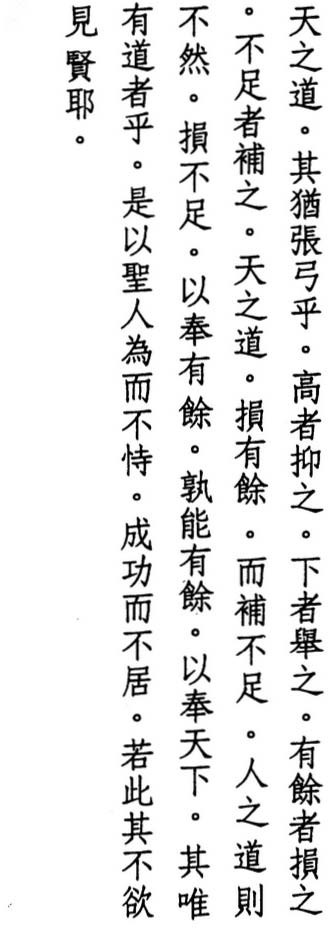 天之道。其猶張弓乎。高者抑之。下者舉之。有餘者損之
。不足者補之。天之道。損有餘。而補不足。人之道則
不然。損不足。以奉有餘。孰能有餘。以奉天下。其唯
有道者乎。是以聖人為而不恃。成功而不居。若此其不欲
見賢耶。